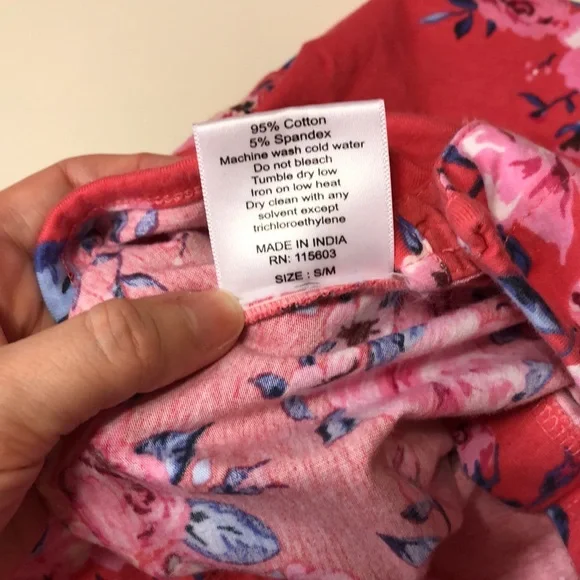 95% Cotton
5% Spandex
Machine wash cold water
Do not bleach
Tumble dry low
Iron on low heat
Dry clean with any
solvent except
trichloroethylene
MADE IN INDIA
RN: 115603
SIZE : S/M